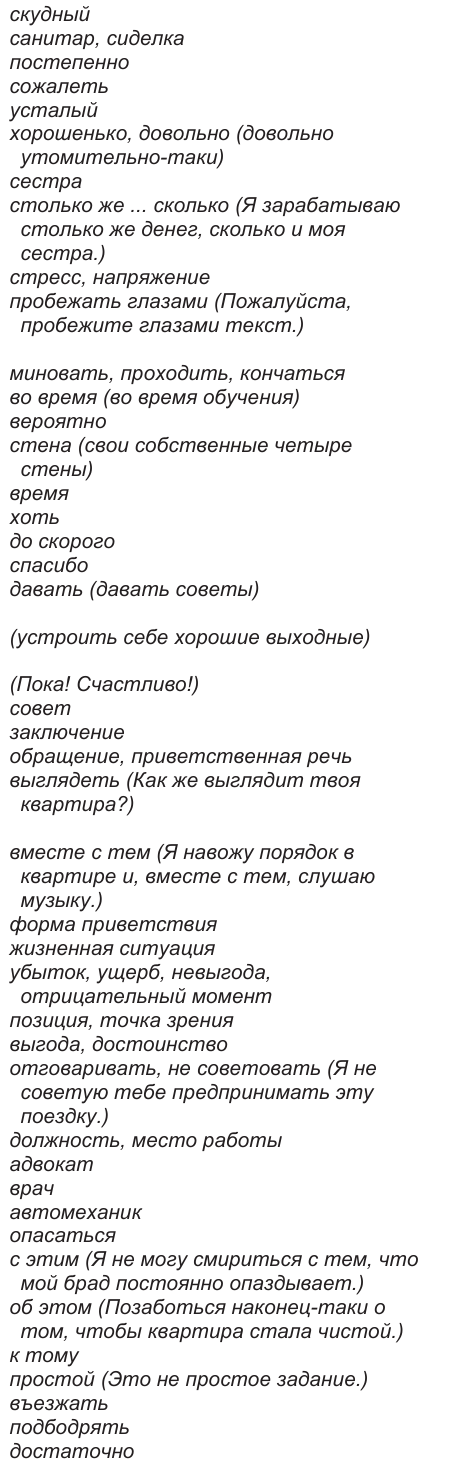 скудный
санитар, сиделка
постепенно
сожалеть
усталый
хорошенько, довольно (довольно
утомительно-таки)
сестра
столько же ... сколько (Я зарабатываю
столько же денег, сколько и моя
сестра.)
стресс, напряжение
пробежать глазами (Пожалуйста,
пробежите глазами текст.)
миновать, проходить, кончаться
во время (во время обучения)
вероятно
стена (свои собственные четыре
стены)
время
хоть
до скорого
спасибо
давать (давать советы)
(устроить себе хорошие выходные)
(Пока! Счастливо!)
совет
заключение
обращение, приветственная речь
выглядеть (Как же выглядит твоя
квартира?)
вместе с тем (Я навожу порядок в
квартире и, вместе с тем, слушаю
музыку.)
форма приветствия
жизненная ситуация
убыток, ущерб, невыгода,
отрицательный момент
позиция, точка зрения
выгода, достоинство
отговаривать, не советовать (Я не
советую тебе предпринимать эту
поездку.)
должность, место работы
адвокат
врач
автомеханик
опасаться
с этим (Я не могу смириться с тем, что
мой брад постоянно опаздывает.)
об этом (Позаботься наконец-таки о
том, чтобы квартира стала чистой.)
к тому
простой (Это не простое задание.)
въезжать
подбодрять
достаточно